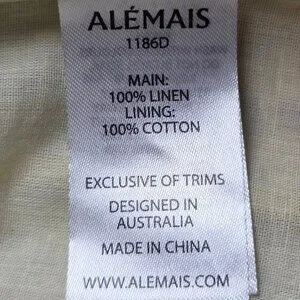 ALÉMAIS
1186D
MAIN:
100% LINEN
LINING:
100% COTTON
EXCLUSIVE OF TRIMS
DESIGNED IN
AUSTRALIA
MADE IN CHINA
WWW.ALEMAIS.COM